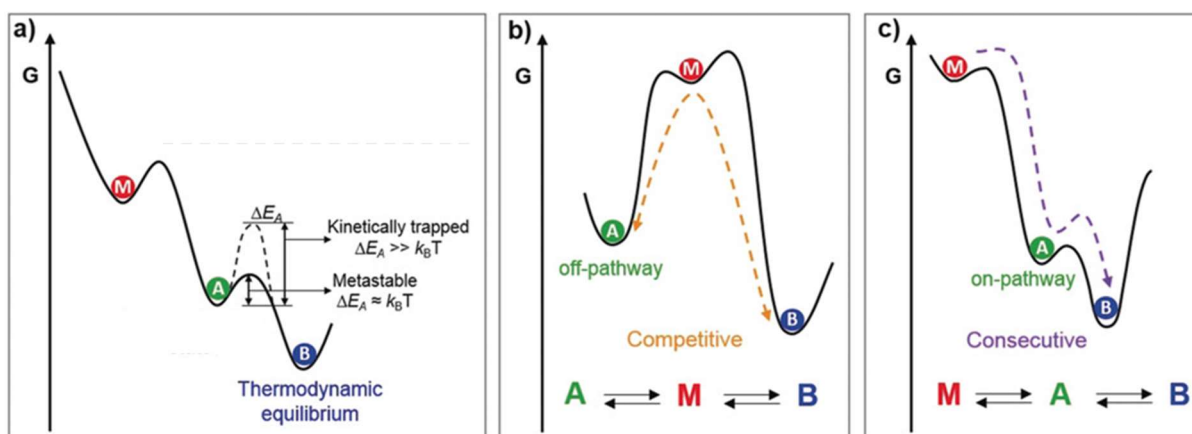 a)
G
M
ΔE_A
Kinetically trapped
ΔE_A >> k_BT
Metastable
ΔE_A ≈ k_BT
A
B
Thermodynamic
equilibrium
b)
G
M
A
off-pathway
B
Competitive
A ⇌ M ⇌ B
c)
G
M
A
on-pathway
B
Consecutive
M ⇌ A ⇌ B